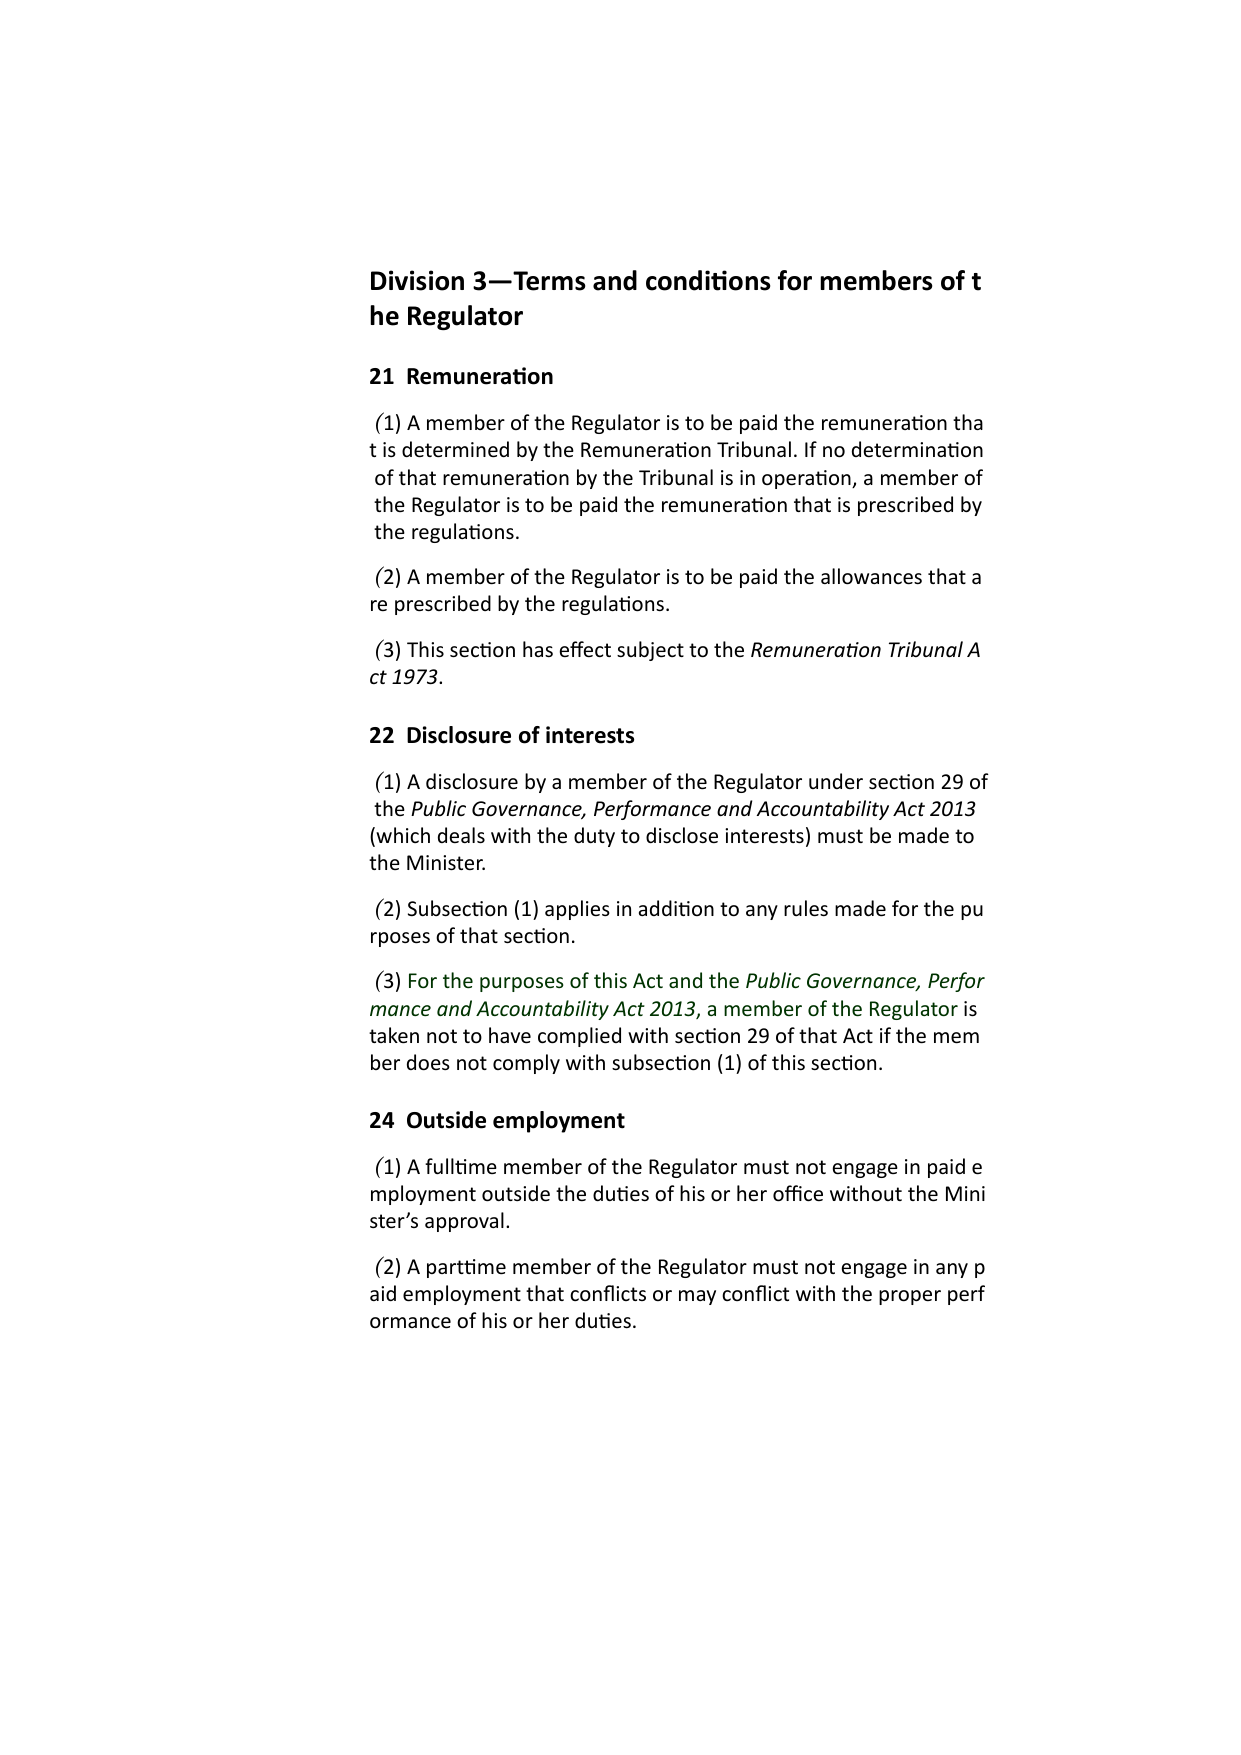 Division 3—Terms and conditions for members of t
he Regulator
21  Remuneration
(1) A member of the Regulator is to be paid the remuneration tha
t is determined by the Remuneration Tribunal. If no determination
of that remuneration by the Tribunal is in operation, a member of
the Regulator is to be paid the remuneration that is prescribed by
the regulations.
(2) A member of the Regulator is to be paid the allowances that a
re prescribed by the regulations.
(3) This section has effect subject to the Remuneration Tribunal A
ct 1973.
22  Disclosure of interests
(1) A disclosure by a member of the Regulator under section 29 of
the Public Governance, Performance and Accountability Act 2013
(which deals with the duty to disclose interests) must be made to
the Minister.
(2) Subsection (1) applies in addition to any rules made for the pu
rposes of that section.
(3) For the purposes of this Act and the Public Governance, Perfor
mance and Accountability Act 2013, a member of the Regulator is
taken not to have complied with section 29 of that Act if the mem
ber does not comply with subsection (1) of this section.
24  Outside employment
(1) A fulltime member of the Regulator must not engage in paid e
mployment outside the duties of his or her office without the Mini
ster’s approval.
(2) A parttime member of the Regulator must not engage in any p
aid employment that conflicts or may conflict with the proper perf
ormance of his or her duties.